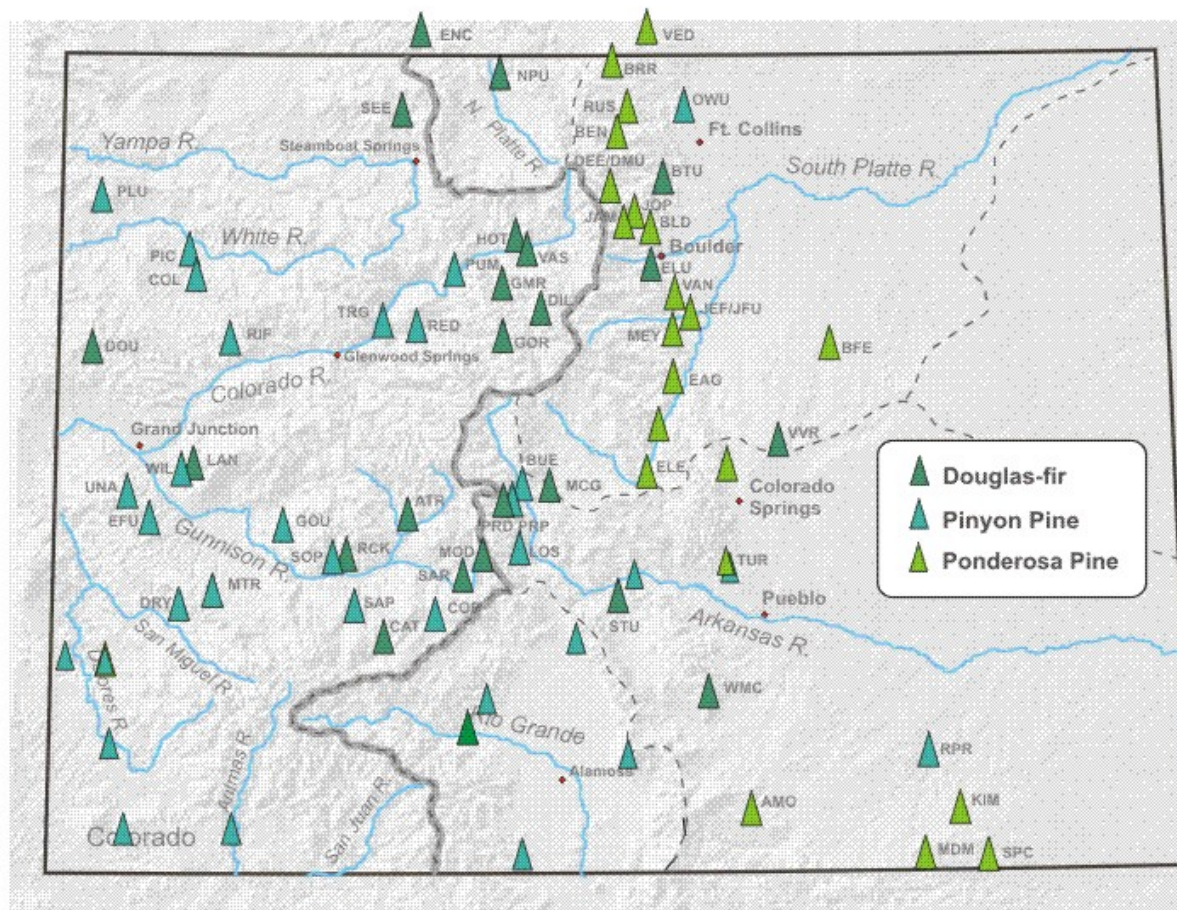 ENC
VED
BRR
NPU
SEE
RUS
OWU
N. Platte R.
BEN
Ft. Collins
Yampa R.
Steamboat Springs
DEE/DMU
BTU
South Platte R.
PLU
JOP
JAM
BLD
White R.
HOT
Boulder
PIC
VAS
COL
PUM
ELU
GMR
VAN
DIL
JEF/JFU
TRG
RED
MEY
DOU
RIF
GOR
BFE
Glenwood Springs
Colorado R.
EAG
Grand Junction
VVR
LAN
WIL
BUE
ELE
Douglas-fir
UNA
MCG
Colorado
Springs
ATR
EFU
GOU
PRD
PRP
Pinyon Pine
Gunnison R.
SOP
RCK
MOD
LOS
TUR
Ponderosa Pine
SAR
MTR
DRY
SAP
COP
Pueblo
CAT
STU
Arkansas R.
San Miguel R.
Dolores R.
WMC
Rio Grande
RPR
Animas R.
Alamosa
San Juan R.
AMO
KIM
Colorado
MDM
SPC